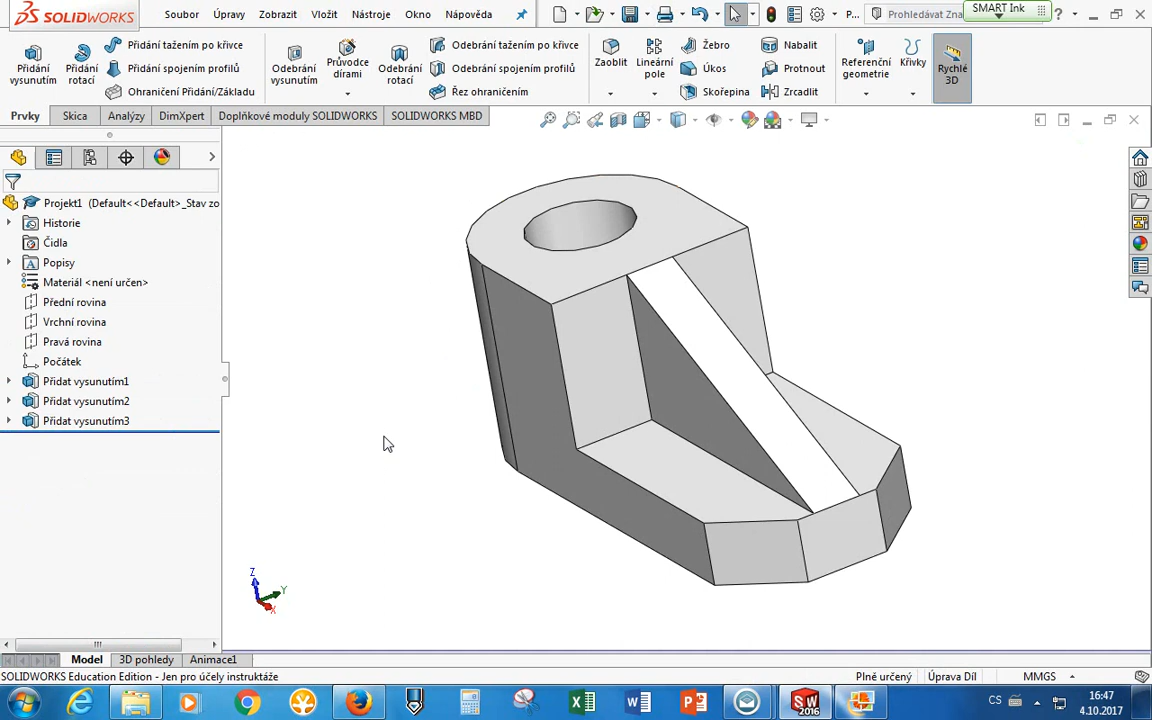 SOLIDWORKS
Soubor Úpravy Zobrazit Vložit Nástroje Okno Nápověda
P...
Prohledávat Zna
SMART Ink
Přidání vysunutím
Přidání rotací
Přidání tažením po křivce
Přidání spojením profilů
Ohraničení Přidání/Základu
Odebrání vysunutím
Průvodce dírami
Odebrání rotací
Odebrání tažením po křivce
Odebrání spojením profilů
Řez ohraničením
Zaoblit
Lineární pole
Žebro
Úkos
Skořepina
Nabalit
Protnout
Zrcadlit
Referenční geometrie
Křivky
Rychlé 3D
Prvky Skica Analýzy DimXpert Doplňkové moduly SOLIDWORKS SOLIDWORKS MBD
Projekt1 (Default<<Default>_Stav zo
Historie
Čidla
Popisy
Materiál <není určen>
Přední rovina
Vrchní rovina
Pravá rovina
Počátek
Přidat vysunutím1
Přidat vysunutím2
Přidat vysunutím3
Z
Y
X
Model 3D pohledy Animace1
SOLIDWORKS Education Edition - Jen pro účely instruktáže
Plně určený Úprava Díl MMGS
CS
16:47
4.10.2017